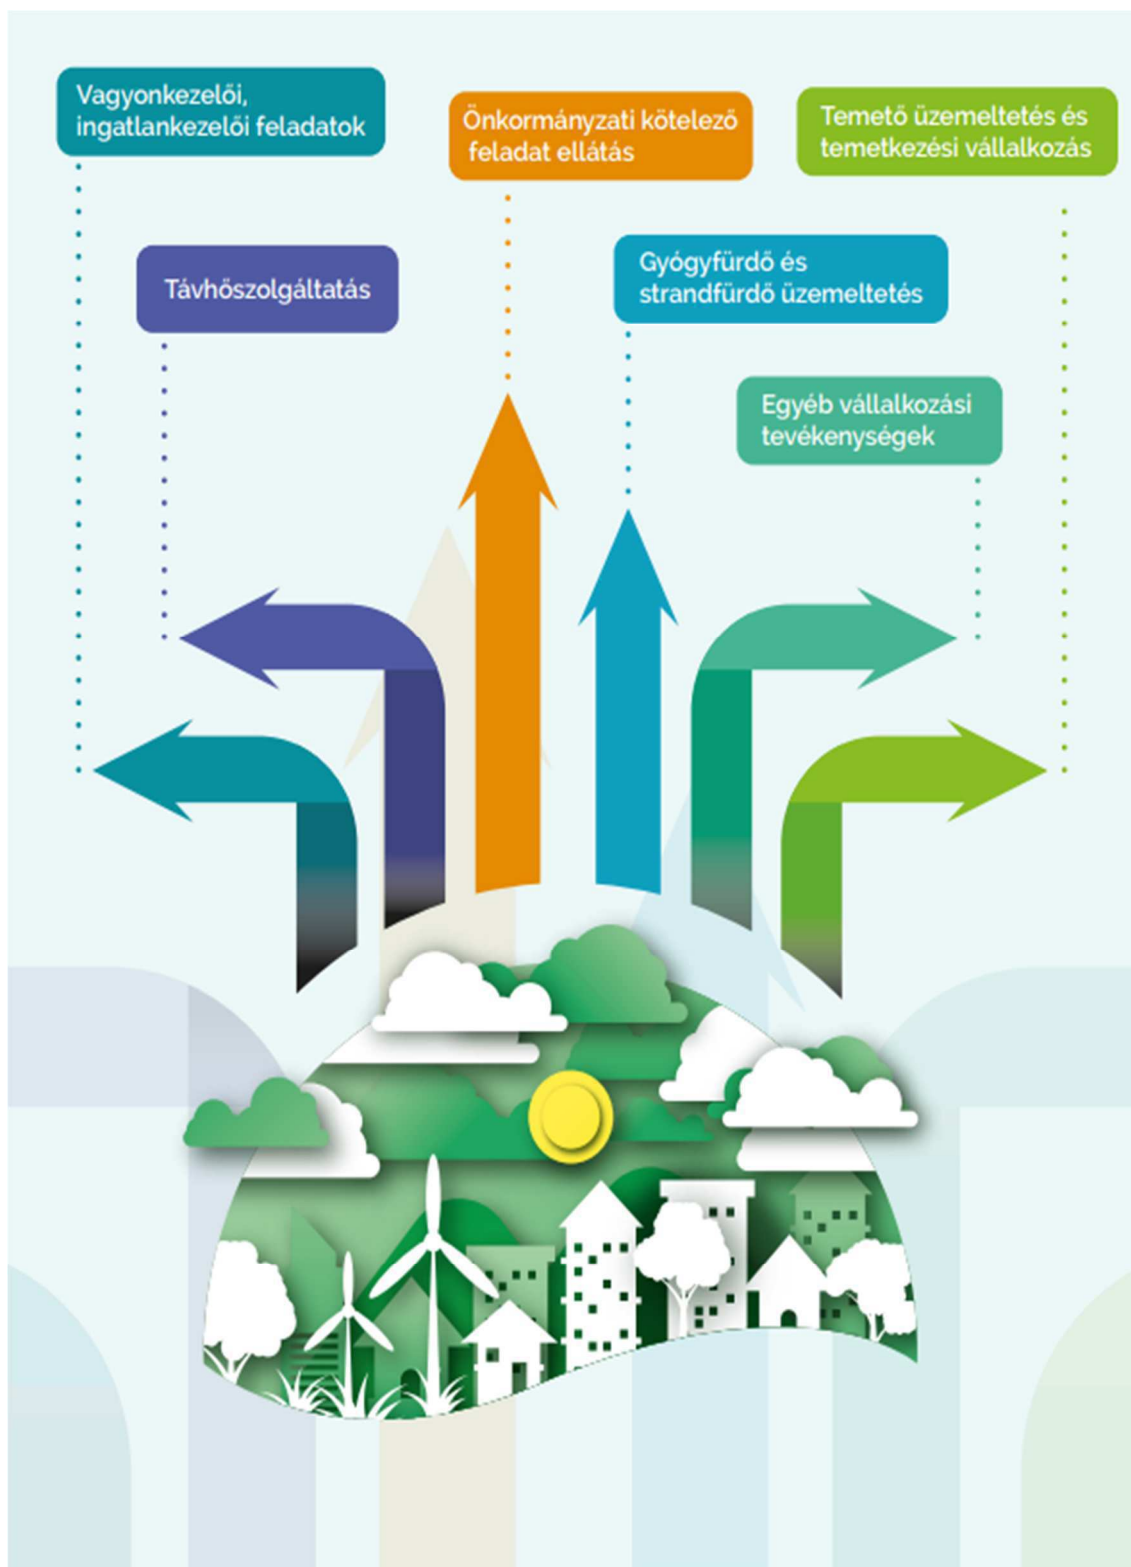 Vagyonkezelői,
ingatlankezelői feladatok
Önkormányzati kötelező
feladat ellátás
Temető üzemeltetés és
temetkezési vállalkozás
Távhőszolgáltatás
Gyógyfürdő és
strandfürdő üzemeltetés
Egyéb vállalkozási
tevékenységek